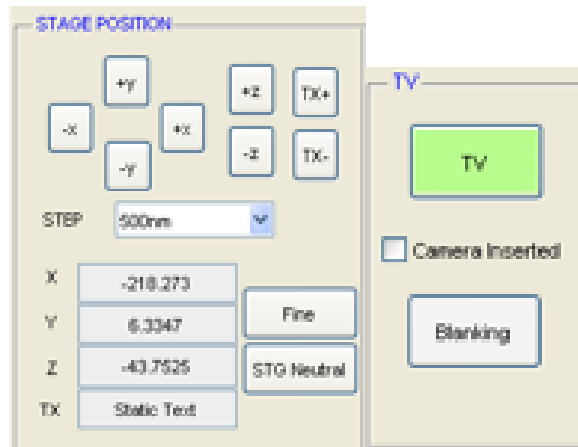 STAGE POSITION
+y
-x
+x
-y
+z
TX+
-z
TX-
STEP
500nm
X
-218.273
Y
6.3347
Z
-43.7525
TX
Static Text
Fine
STG Neutral
TV
TV
Camera Inserted
Blanking